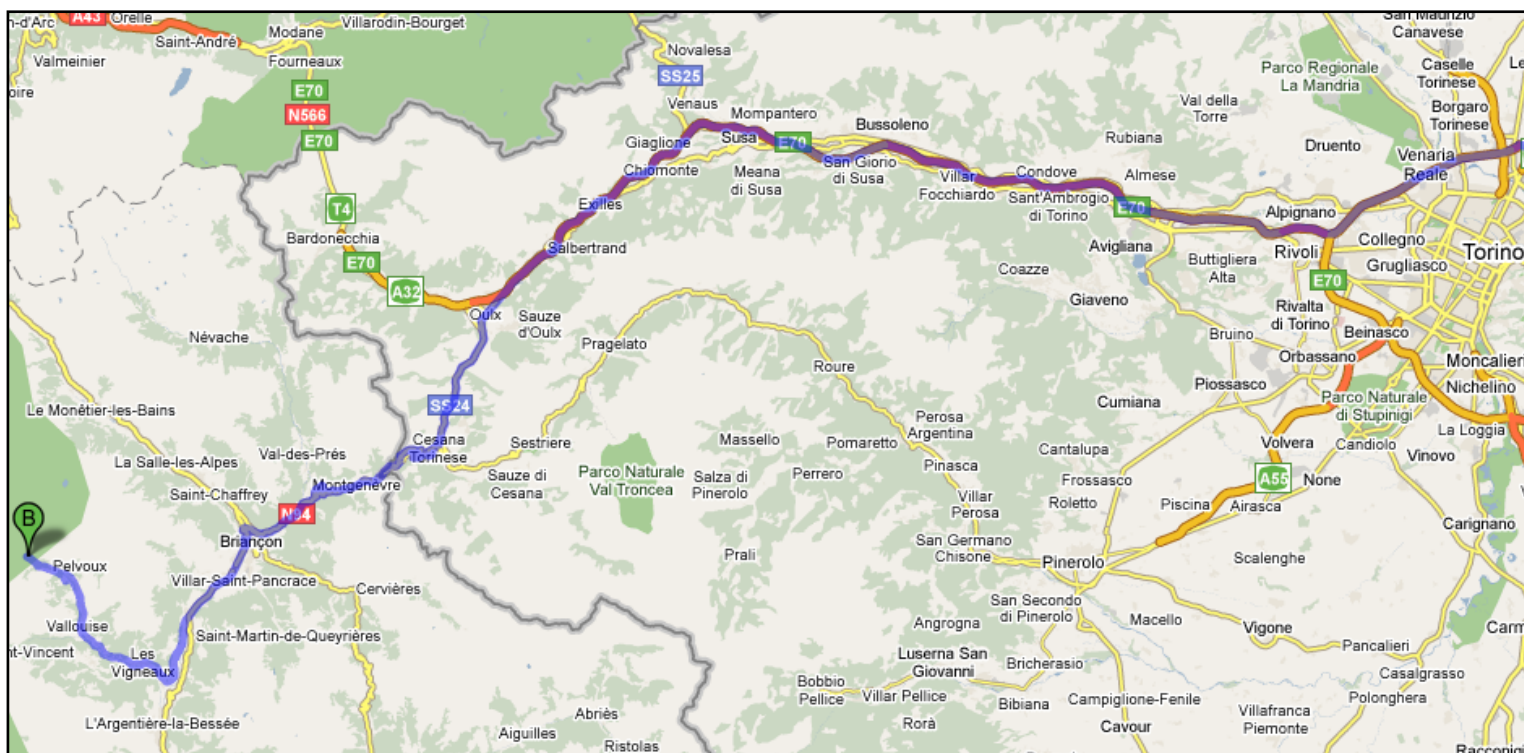 n-d'Arc
A43
Orelle
Villarodin-Bourget
San Maurizio
Canavese
Saint-André
Modane
Fourneaux
Valmeinier
oire
Novalesa
SS25
Parco Regionale
La Mandria
Caselle
Torinese
Le
E70
N566
E70
Venaus
Mompantero
Val della
Torre
Borgaro
Torinese
Giaglione
Susa
E70
Bussoleno
Rubiana
Druento
Venaria
Reale
Chiomonte
Meana
di Susa
San Giorio
di Susa
Villar
Focchiardo
Condove
Almese
Exilles
Sant'Ambrogio
di Torino
E70
Alpignano
T4
Bardonecchia
Salbertrand
Avigliana
Collegno
Torino
E70
Rivoli
Grugliasco
A32
Coazze
Buttigliera
Alta
E70
Giaveno
Oulx
Sauze
d'Oulx
Rivalta
di Torino
Névache
Pragelato
Bruino
Beinasco
Roure
Orbassano
Moncalieri
Piossasco
Nichelino
Le Monêtier-les-Bains
SS24
Cumiana
Parco Naturale
di Stupinigi
Perosa
Argentina
La Loggia
Cesana
Torinese
Sestriere
Massello
Pomaretto
Volvera
Candiolo
Vinovo
La Salle-les-Alpes
Val-des-Prés
Cantalupa
Sauze di
Cesana
Parco Naturale
Val Troncea
Salza di
Pinerolo
Perrero
Pinasca
Frossasco
A55
None
Saint-Chaffrey
Montgenèvre
Villar
Perosa
Roletto
Piscina
Airasca
N94
Carignano
B
Briançon
San Germano
Chisone
Prali
Pinerolo
Scalenghe
Pelvoux
Villar-Saint-Pancrace
Cervières
San Secondo
di Pinerolo
Macello
Vallouise
Saint-Martin-de-Queyrières
Angrogna
Vigone
Carm
nt-Vincent
Les
Vigneaux
Luserna San
Giovanni
Bricherasio
Pancalieri
Casalgrasso
Bobbio
Pellice
Villar Pellice
Bibiana
Campiglione-Fenile
Polonghera
L'Argentière-la-Bessée
Abriès
Rorà
Cavour
Villafranca
Piemonte
Aiguilles
Ristolas
Racconig